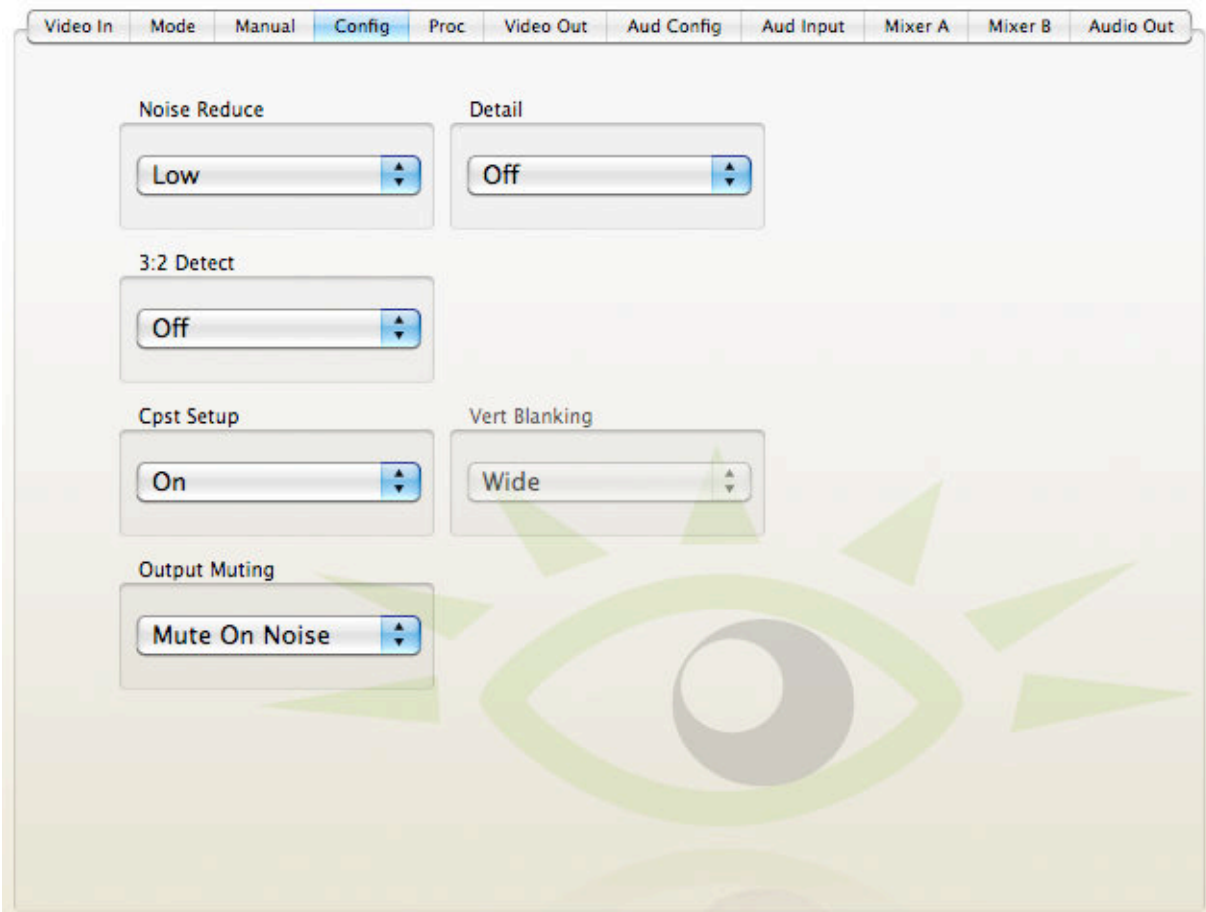 Video In Mode Manual Config Proc Video Out Aud Config Aud Input Mixer A Mixer B Audio Out
Noise Reduce Detail
Low Off
3:2 Detect
Off
Cpst Setup Vert Blanking
On Wide
Output Muting
Mute On Noise